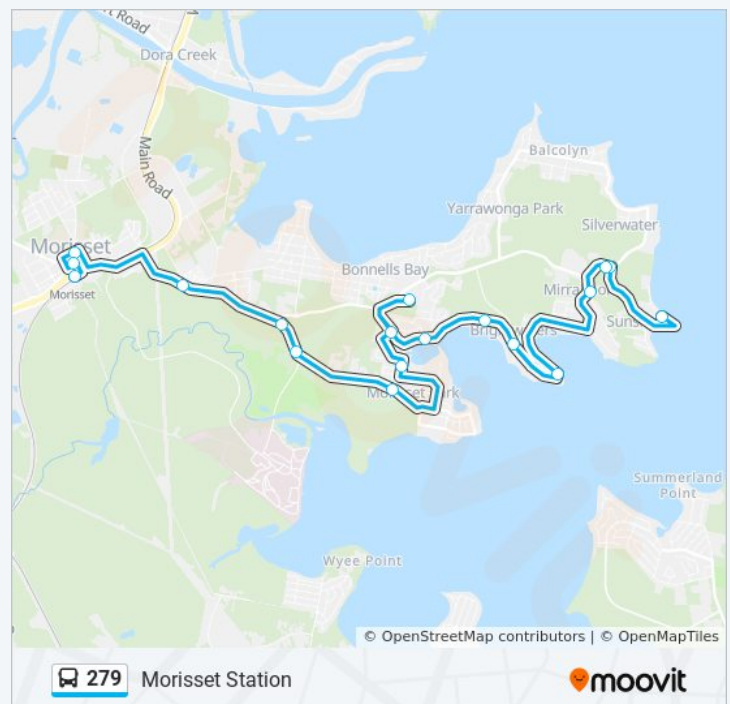 rt Road
Dora Creek
Main Road
Balcolyn
Yarrawonga Park
Silverwater
Morisset
Bonnells Bay
Morisset
Summerland
Point
Wyee Point
© OpenStreetMap contributors | © OpenMapTiles
279 Morisset Station
moovit